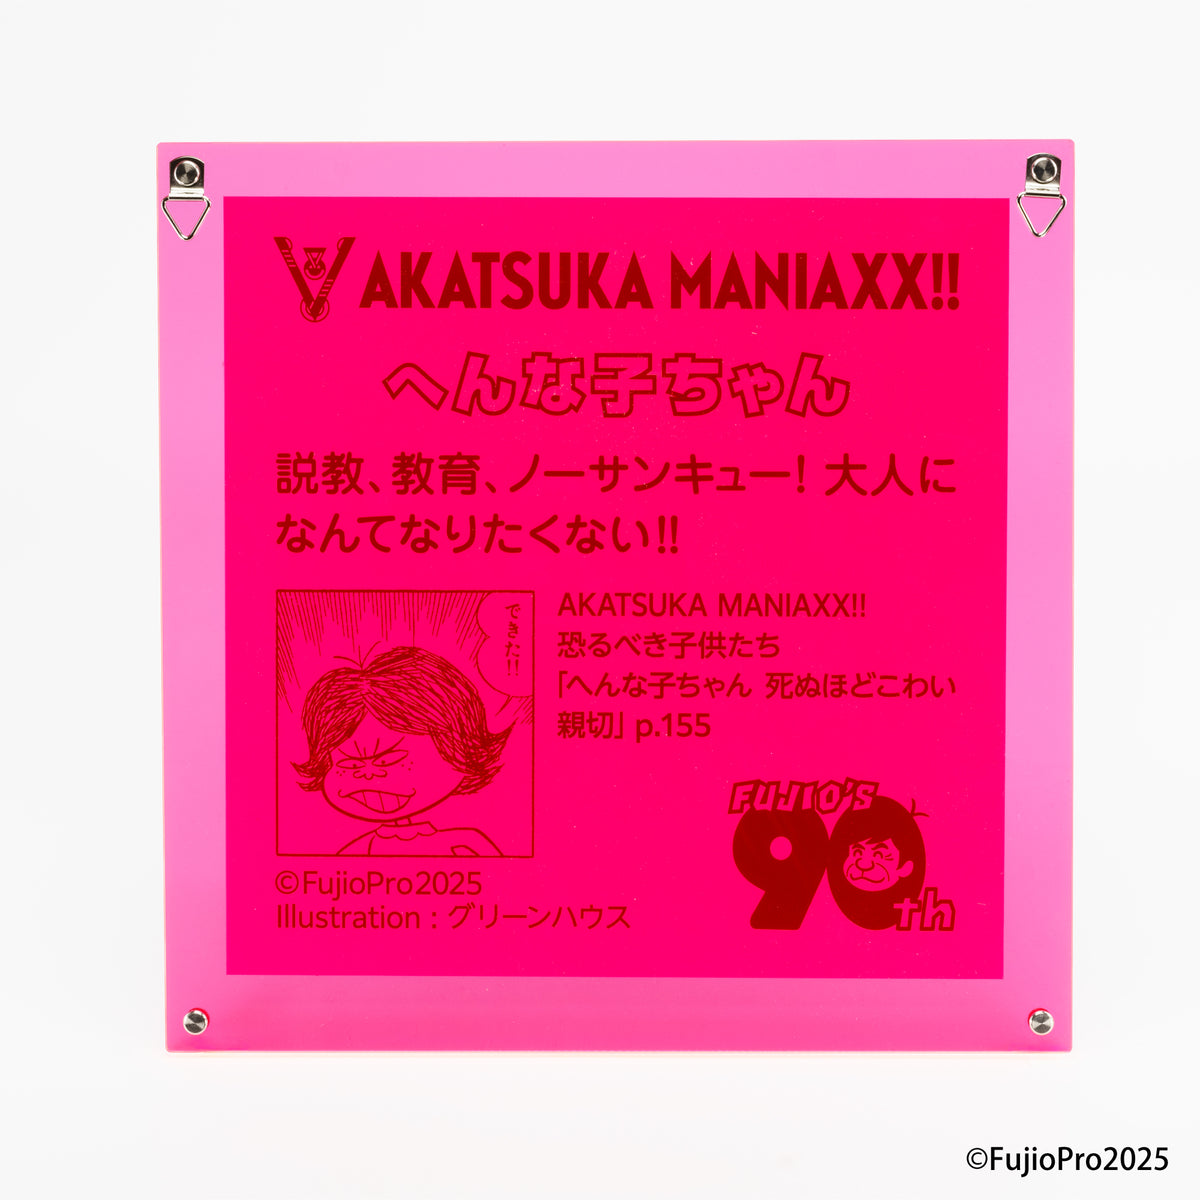 AKATSUKA MANIAXX!!
へんな子ちゃん
説教、教育、ノーサンキュー! 大人に
なんてなりたくない!!
できた!!
AKATSUKA MANIAXX!!
恐るべき子供たち
「へんな子ちゃん 死ぬほどこわい
親切」 p.155
FUJIO'S
90th
©FujioPro2025
Illustration : グリーンハウス
©FujioPro2025